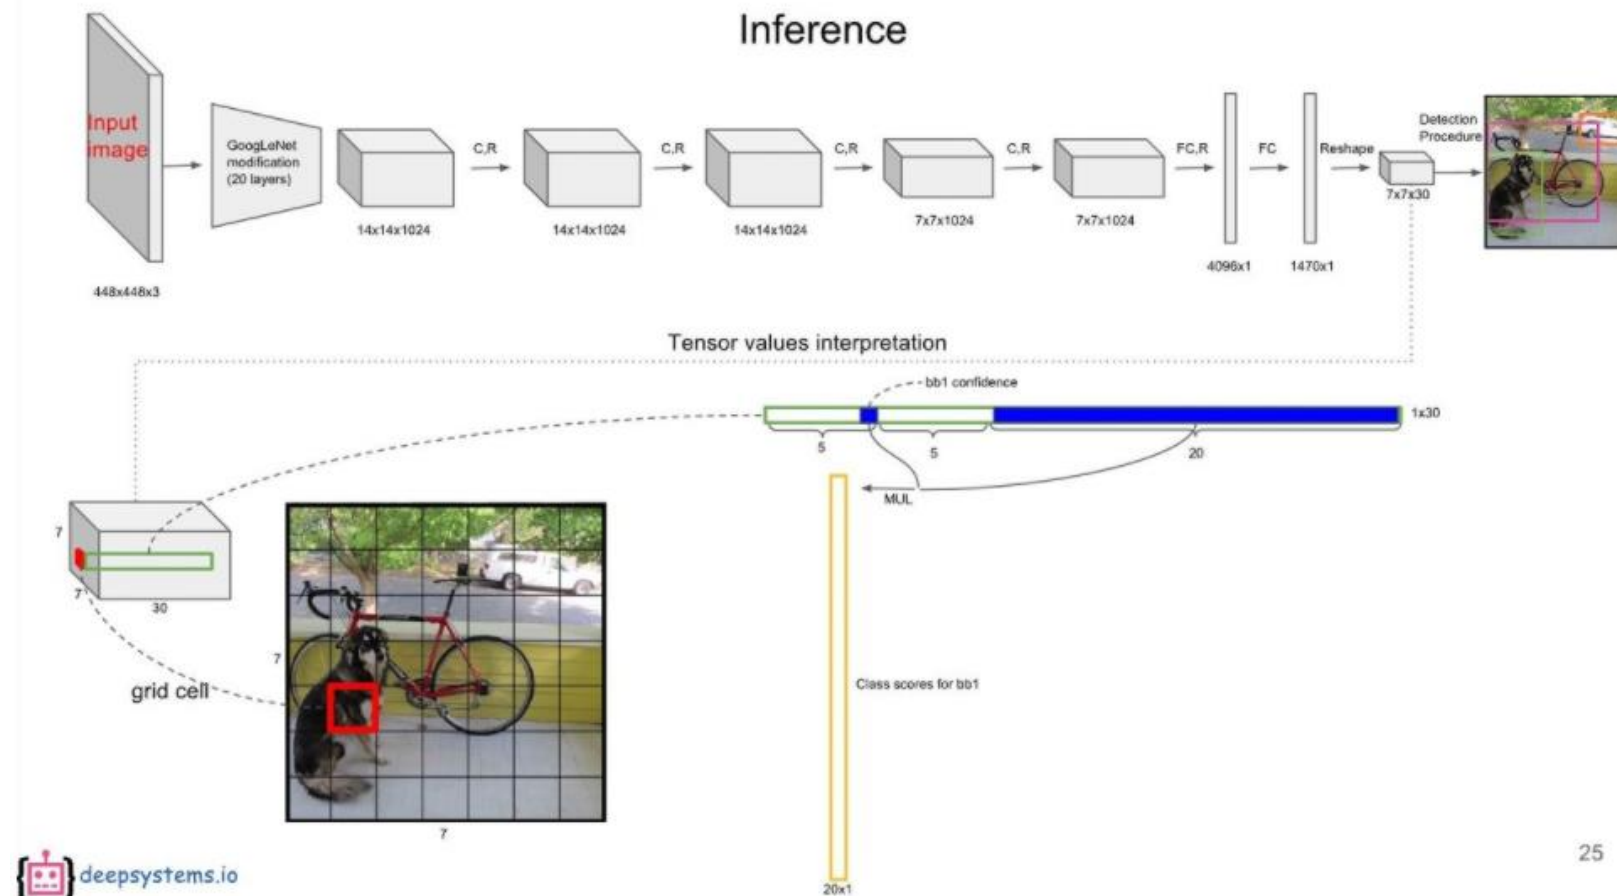 Inference
Input
image
448x448x3
GoogLeNet
modification
(20 layers)
14x14x1024
C,R
14x14x1024
C,R
14x14x1024
C,R
7x7x1024
C,R
7x7x1024
FC,R
4096x1
FC
1470x1
Reshape
7x7x30
Detection
Procedure
Tensor values interpretation
bb1 confidence
1x30
5
5
20
MUL
7
7
30
grid cell
7
7
Class scores for bb1
20x1
deepsystems.io
25